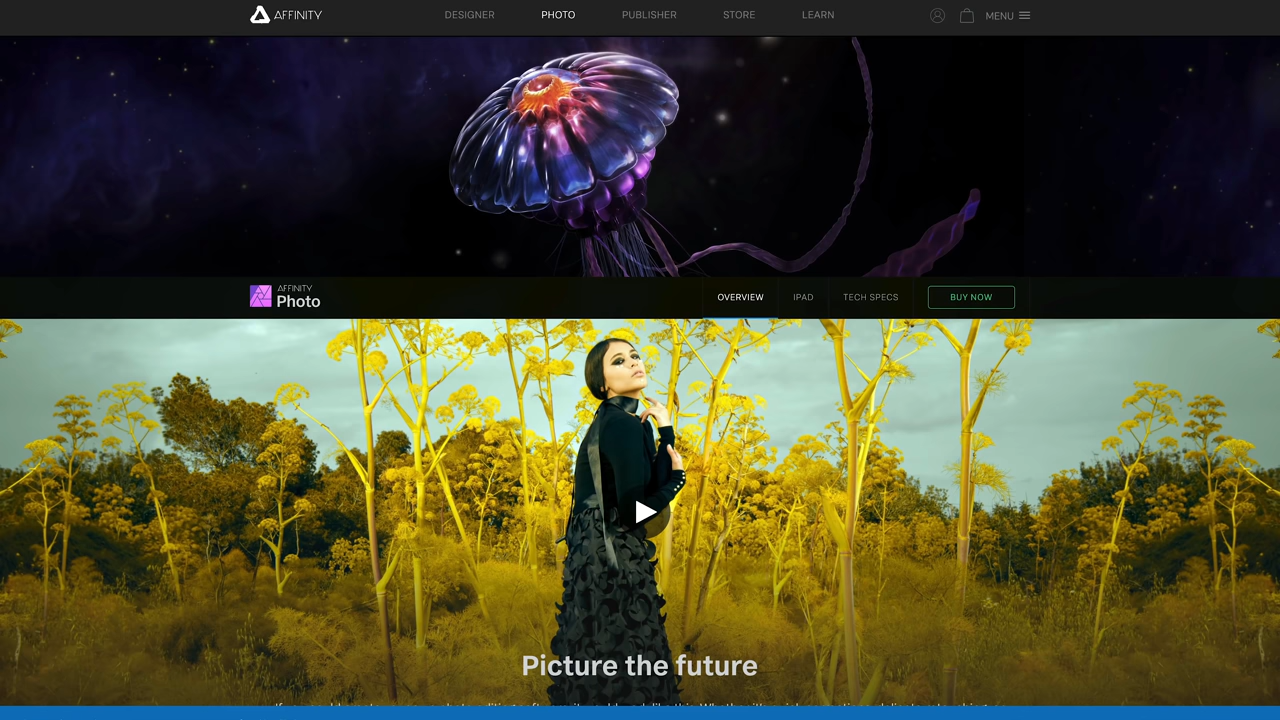 AFFINITY
DESIGNER
PHOTO
PUBLISHER
STORE
LEARN
MENU
AFFINITY
Photo
OVERVIEW
IPAD
TECH SPECS
BUY NOW
Picture the future